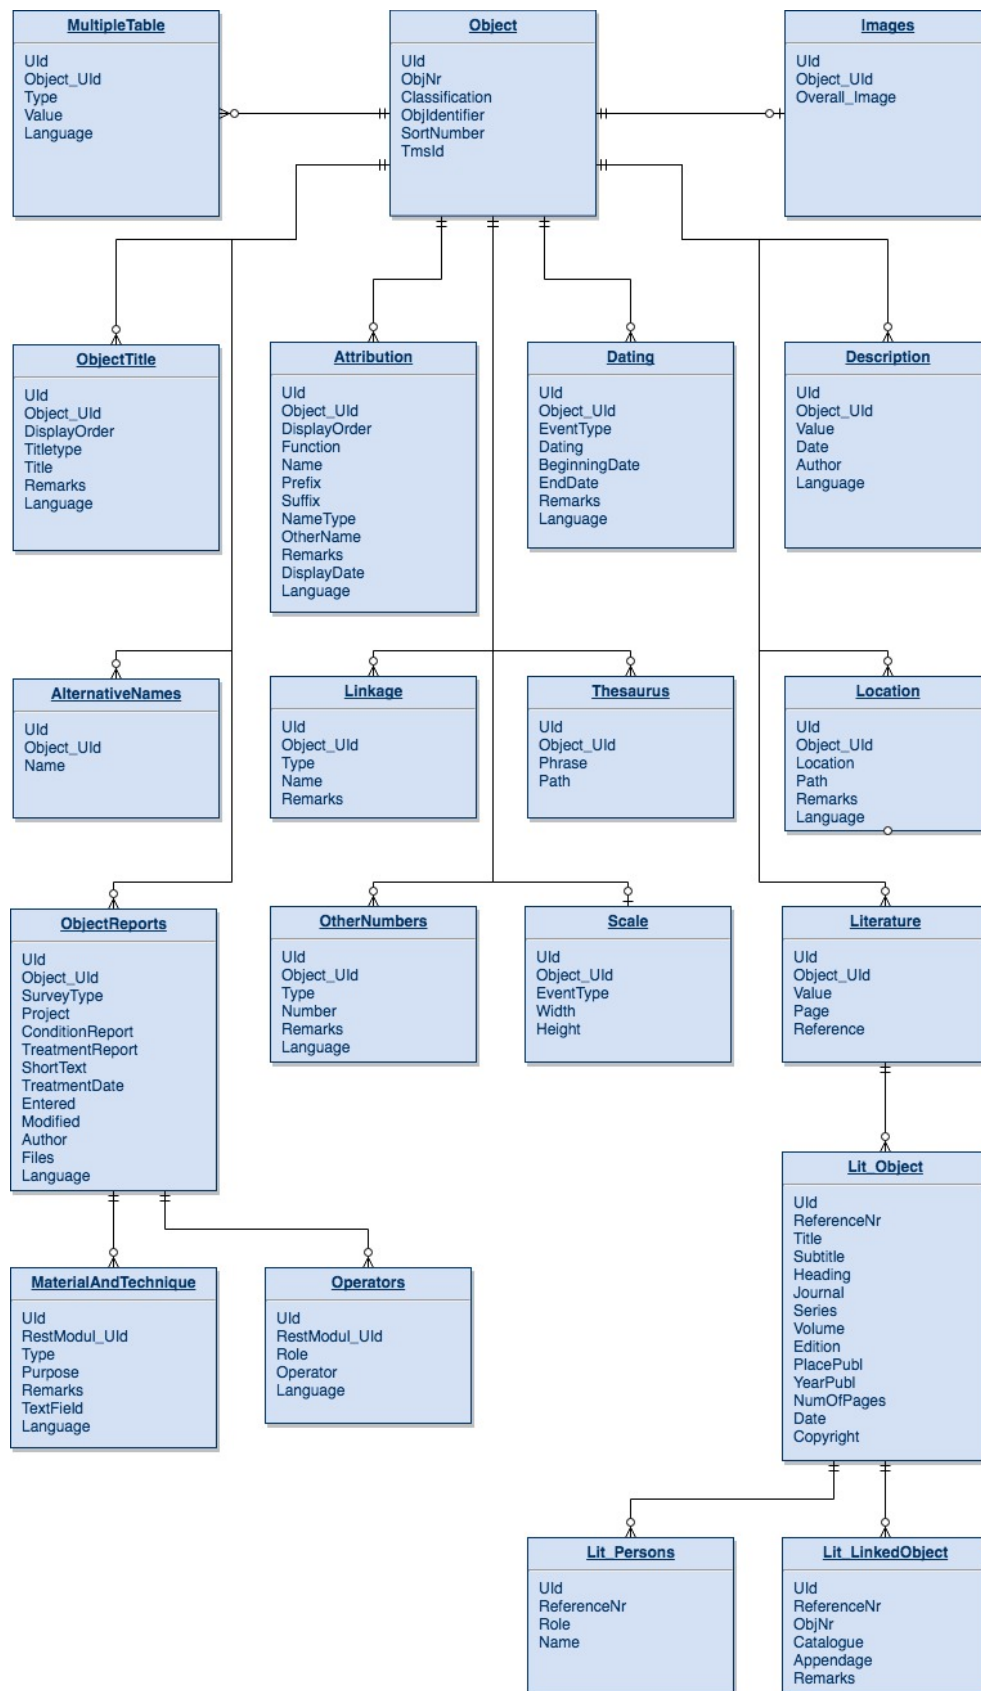 MultipleTable
UId
Object_UId
Type
Value
Language
Object
UId
ObjNr
Classification
ObjIdentifier
SortNumber
TmsId
Images
UId
Object_UId
Overall_Image
ObjectTitle
UId
Object_UId
DisplayOrder
Titletype
Title
Remarks
Language
Attribution
UId
Object_UId
DisplayOrder
Function
Name
Prefix
Suffix
NameType
OtherName
Remarks
DisplayDate
Language
Dating
UId
Object_UId
EventType
Dating
BeginningDate
EndDate
Remarks
Language
Description
UId
Object_UId
Value
Date
Author
Language
AlternativeNames
UId
Object_UId
Name
Linkage
UId
Object_UId
Type
Name
Remarks
Thesaurus
UId
Object_UId
Phrase
Path
Location
UId
Object_UId
Location
Path
Remarks
Language
ObjectReports
UId
Object_UId
SurveyType
Project
ConditionReport
TreatmentReport
ShortText
TreatmentDate
Entered
Modified
Author
Files
Language
OtherNumbers
UId
Object_UId
Type
Number
Remarks
Language
Scale
UId
Object_UId
EventType
Width
Height
Literature
UId
Object_UId
Value
Page
Reference
Lit_Object
UId
ReferenceNr
Title
Subtitle
Heading
Journal
Series
Volume
Edition
PlacePubl
YearPubl
NumOfPages
Date
Copyright
MaterialAndTechnique
UId
RestModul_UId
Type
Purpose
Remarks
TextField
Language
Operators
UId
RestModul_UId
Role
Operator
Language
Lit_Persons
UId
ReferenceNr
Role
Name
Lit_LinkedObject
UId
ReferenceNr
ObjNr
Catalogue
Appendage
Remarks